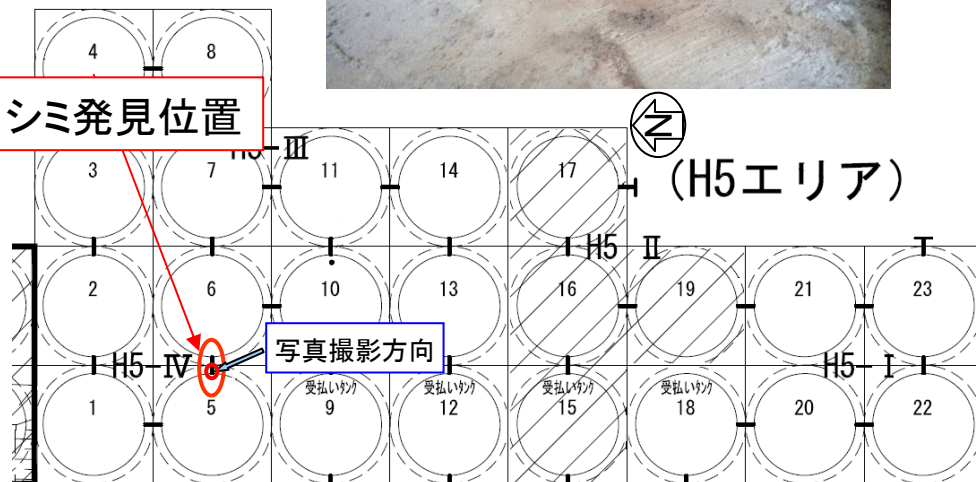 4 8
シミ発見位置
N
H5-Ⅲ
3 7 11 14 17
(H5エリア)
H5 Ⅱ
2 6 10 13 16 19 21 23
写真撮影方向
H5-Ⅳ
H5-Ⅰ
受払いタンク 受払いタンク 受払いタンク 受払いタンク
1 5 9 12 15 18 20 22